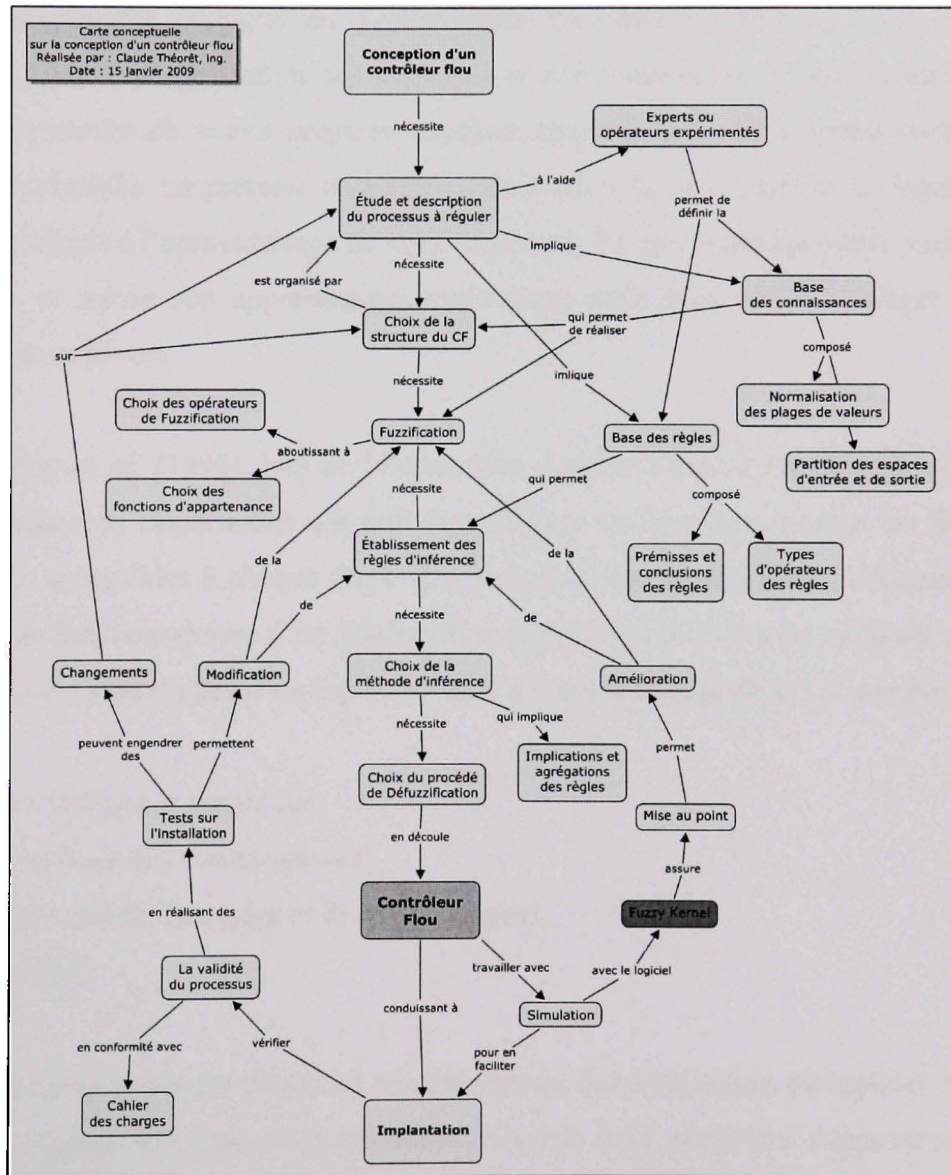 Carte conceptuelle
sur la conception d'un contrôleur flou
Réalisée par : Claude Théorêt, ing.
Date : 15 Janvier 2009
Conception d'un
contrôleur flou
nécessite
Experts ou
opérateurs expérimentés
à l'aide
Étude et description
du processus à réguler
permet de
définir la
implique
nécessite
est organisé par
Base
des connaissances
qui permet
de réaliser
Choix de la
structure du CF
sur
composé
imlique
nécessite
Normalisation
des plages de valeurs
Choix des opérateurs
de Fuzzification
Fuzzification
Base des règles
aboutissant à
Partition des espaces
d'entrée et de sortie
Choix des
fonctions d'appartenance
nécessite
qui permet
composé
Établissement des
règles d'inférence
de la
de la
Prémisses et
conclusions
des règles
Types
d'opérateurs
des règles
de
nécessite
de
Changements
Modification
Choix de la
méthode d'inférence
Amélioration
qui implique
nécessite
peuvent engendrer
des
permettent
permet
Implications et
agrégations
des règles
Choix du procédé
de Défuzzification
Tests sur
l'installation
Mise au point
en découle
assure
Contrôleur
Flou
Fuzzy Kernel
en réalisant des
travailler avec
avec le logiciel
La validité
du processus
conduisant à
Simulation
en conformité avec
vérifier
pour en
faciliter
Cahier
des charges
Implantation